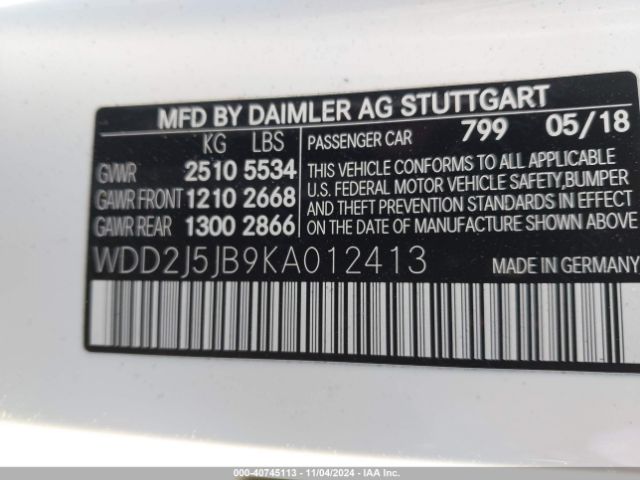 MFD BY DAIMLER AG STUTTGART
KG LBS
GVWR 2510 5534
GAWR FRONT 1210 2668
GAWR REAR 1300 2866
PASSENGER CAR 799 05/18
THIS VEHICLE CONFORMS TO ALL APPLICABLE
U.S. FEDERAL MOTOR VEHICLE SAFETY,BUMPER
AND THEFT PREVENTION STANDARDS IN EFFECT
ON THE DATE OF MANUFACTURE SHOWN ABOVE.
WDD2J5JB9KA012413 MADE IN GERMANY
000-40745113 - 11/04/2024 - IAA Inc.